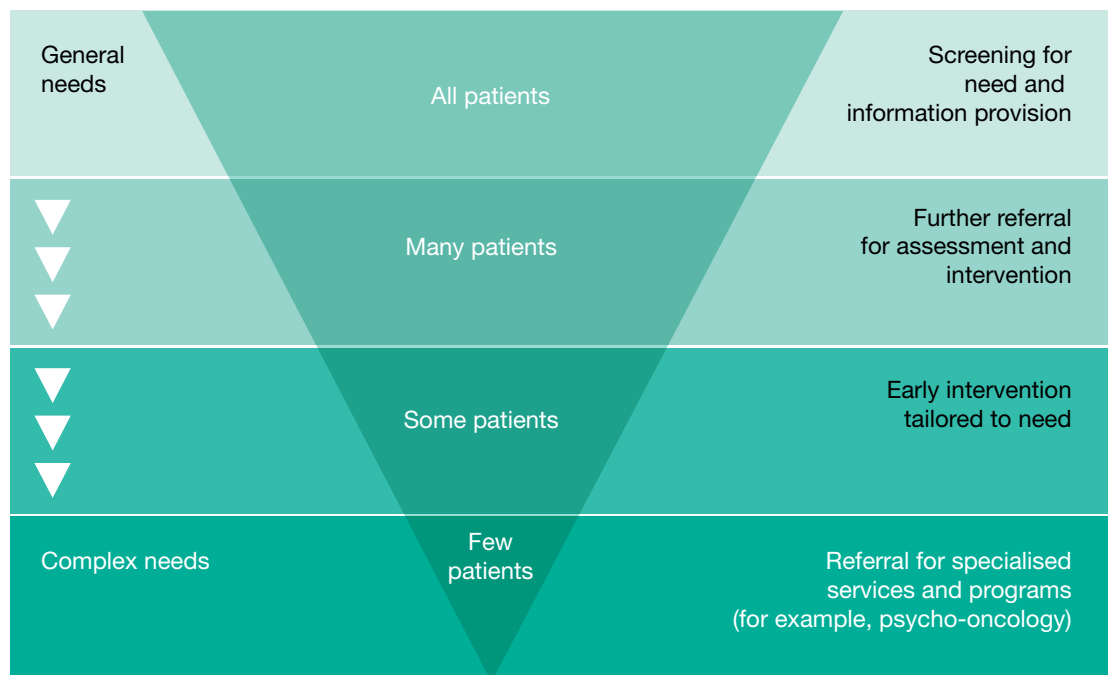 General
needs
All patients
Screening for
need and
information provision
Many patients
Further referral
for assessment and
intervention
Some patients
Early intervention
tailored to need
Complex needs
Few
patients
Referral for specialised
services and programs
(for example, psycho-oncology)